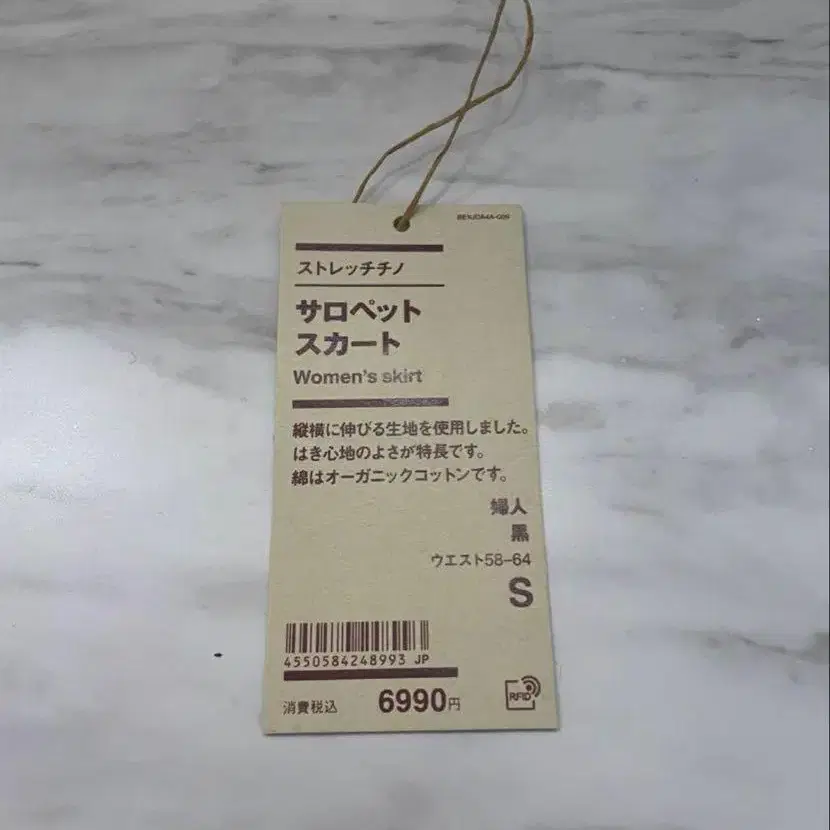 ストレッチチノ
サロペット
スカート
Women's skirt
縦横に伸びる生地を使用しました。
はき心地のよさが特長です。
綿はオーガニックコットンです。
婦人
黒
ウエスト58–64
S
4550584248993 JP
消費税込 6990円
RFID